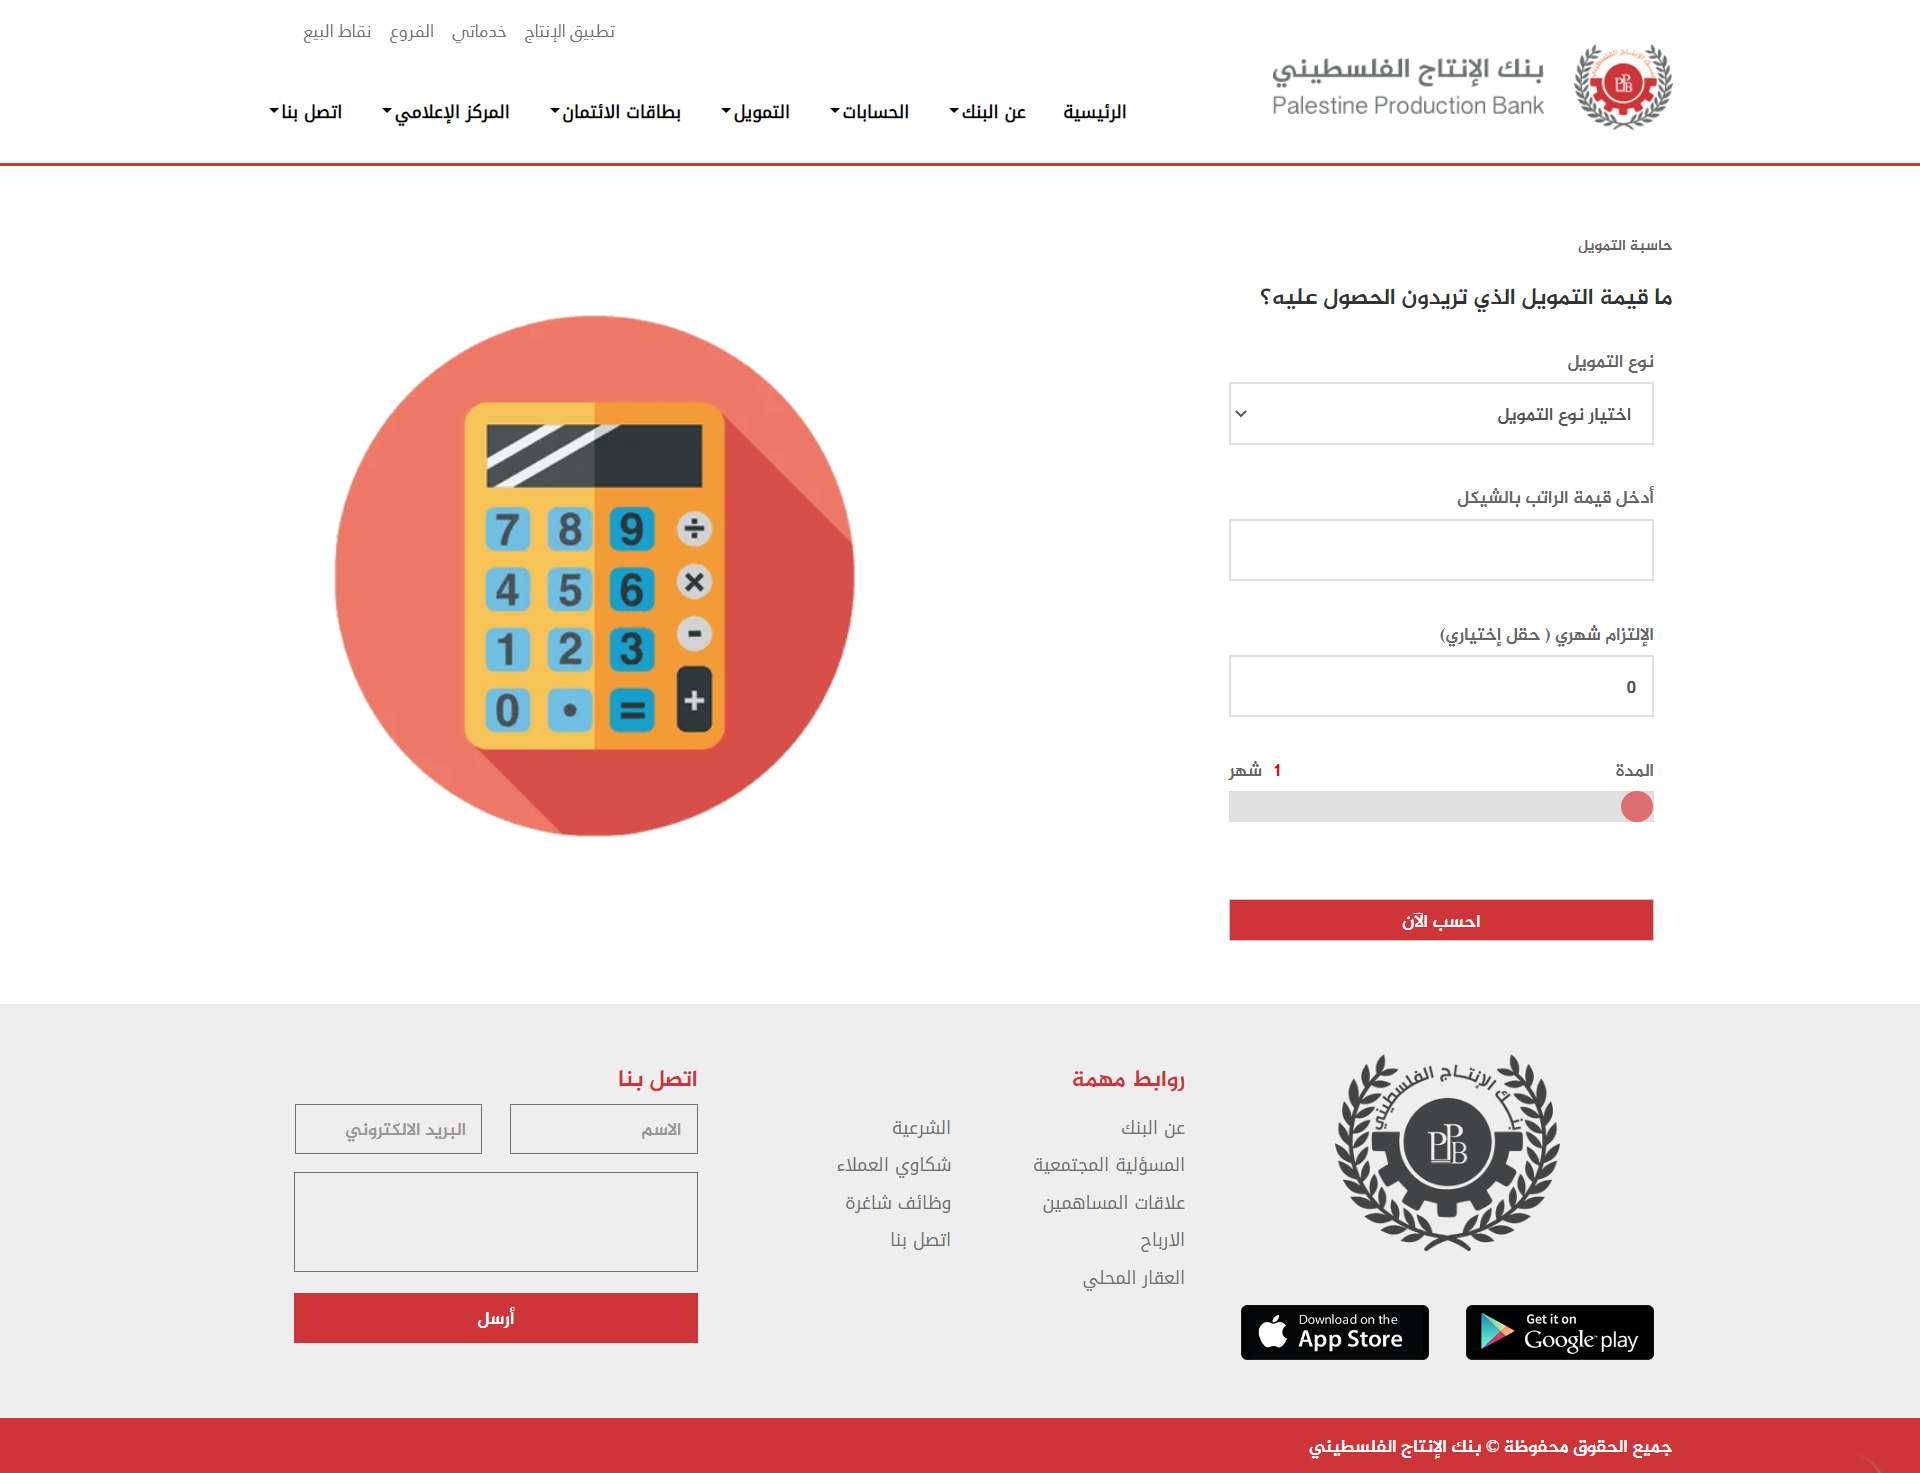 تطبيق الإنتاج
خدماتي
الفروع
نقاط البيع
بنك الإنتاج الفلسطيني
PPB
بنك الإنتاج الفلسطيني
Palestine Production Bank
الرئيسية
عن البنك
الحسابات
التمويل
بطاقات الائتمان
المركز الإعلامي
اتصل بنا
حاسبة التمويل
ما قيمة التمويل الذي تريدون الحصول عليه؟
نوع التمويل
اختيار نوع التمويل
أدخل قيمة الراتب بالشيكل
الإلتزام شهري ( حقل إختياري)
0
المدة
1 شهر
احسب الآن
7 8 9 ÷
4 5 6 ×
1 2 3 -
0 • = +
بنــك الإنتــاج الفلسطيني
PPB
Get it on
Google play
Download on the
App Store
روابط مهمة
عن البنك
المسؤلية المجتمعية
علاقات المساهمين
الارباح
العقار المحلي
الشرعية
شكاوي العملاء
وظائف شاغرة
اتصل بنا
اتصل بنا
الاسم
البريد الالكتروني
أرسل
جميع الحقوق محفوظة © بنك الإنتاج الفلسطيني